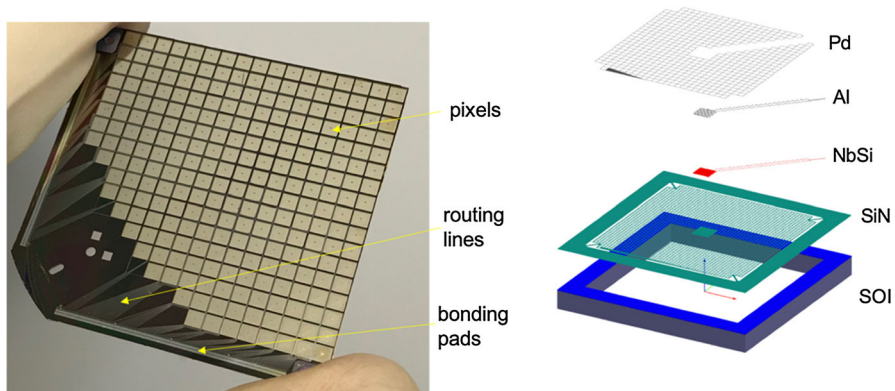 pixels
routing
lines
bonding
pads
Pd
Al
NbSi
SiN
SOI